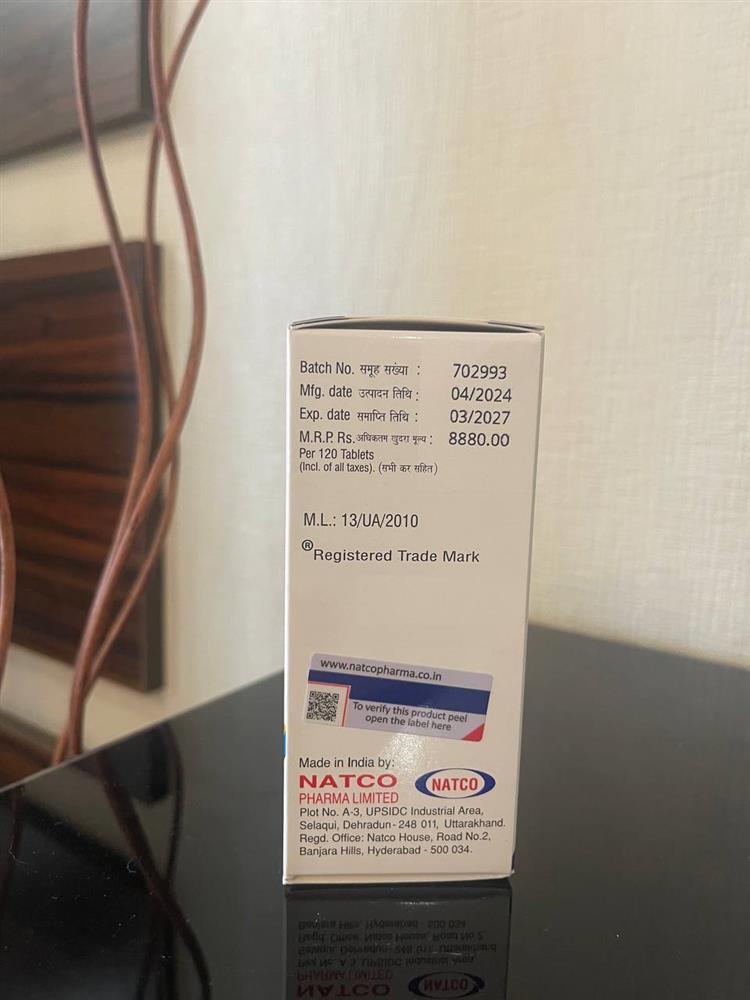 Batch No. समूह सख्या : 702993
Mfg. date उत्पादन तिथि : 04/2024
Exp. date समाप्ति तिथि : 03/2027
M.R.P. Rs. अधिकतम खुदरा मूल्य : 8880.00
Per 120 Tablets
(Incl. of all taxes). (सभी कर सहित)
M.L.: 13/UA/2010
® Registered Trade Mark
www.natcopharma.co.in
To verify this product peel
open the label here
Made in India by:
NATCO
PHARMA LIMITED
NATCO
Plot No. A-3, UPSIDC Industrial Area,
Selaqui, Dehradun - 248 011, Uttarakhand.
Regd. Office: Natco House, Road No.2,
Banjara Hills, Hyderabad - 500 034.